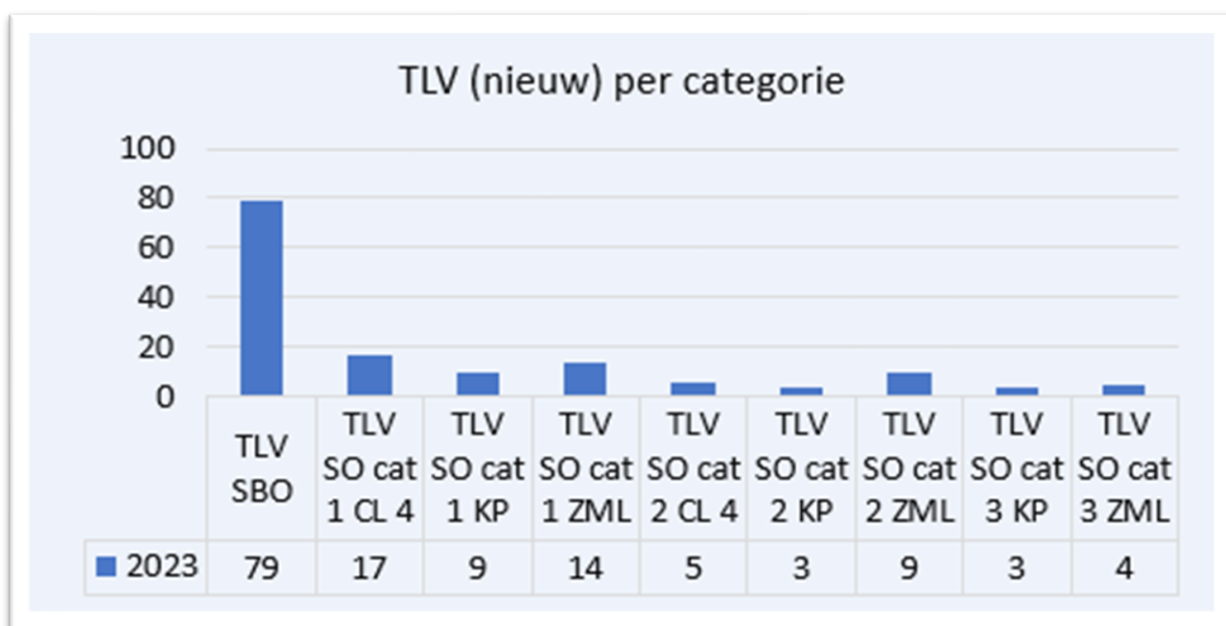 TLV (nieuw) per categorie
100
80
60
40
20
0
TLV SBO
TLV SO cat 1 CL 4
TLV SO cat 1 KP
TLV SO cat 1 ZML
TLV SO cat 2 CL 4
TLV SO cat 2 KP
TLV SO cat 2 ZML
TLV SO cat 3 KP
TLV SO cat 3 ZML
2023 79 17 9 14 5 3 9 3 4